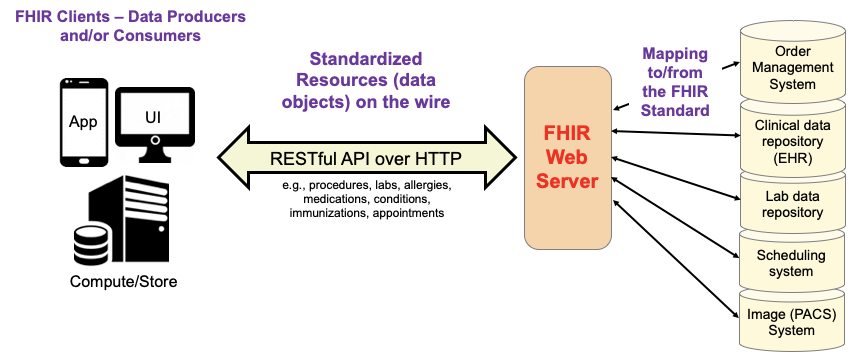 FHIR Clients – Data Producers
and/or Consumers
App
UI
Compute/Store
Standardized
Resources (data
objects) on the wire
RESTful API over HTTP
e.g., procedures, labs, allergies,
medications, conditions,
immunizations, appointments
FHIR
Web
Server
Mapping
to/from
the FHIR
Standard
Order
Management
System
Clinical data
repository
(EHR)
Lab data
repository
Scheduling
system
Image (PACS)
System